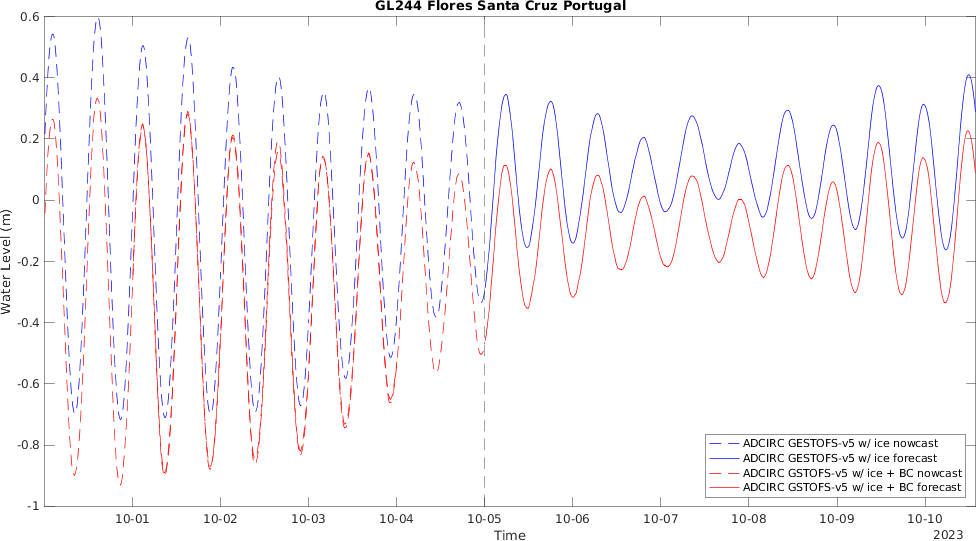 GL244 Flores Santa Cruz Portugal
0.6
0.4
0.2
0
-0.2
-0.4
-0.6
-0.8
-1
Water Level (m)
ADCIRC GESTOFS-v5 w/ ice nowcast
ADCIRC GESTOFS-v5 w/ ice forecast
ADCIRC GSTOFS-v5 w/ ice + BC nowcast
ADCIRC GSTOFS-v5 w/ ice + BC forecast
10-01 10-02 10-03 10-04 10-05 10-06 10-07 10-08 10-09 10-10
Time
2023